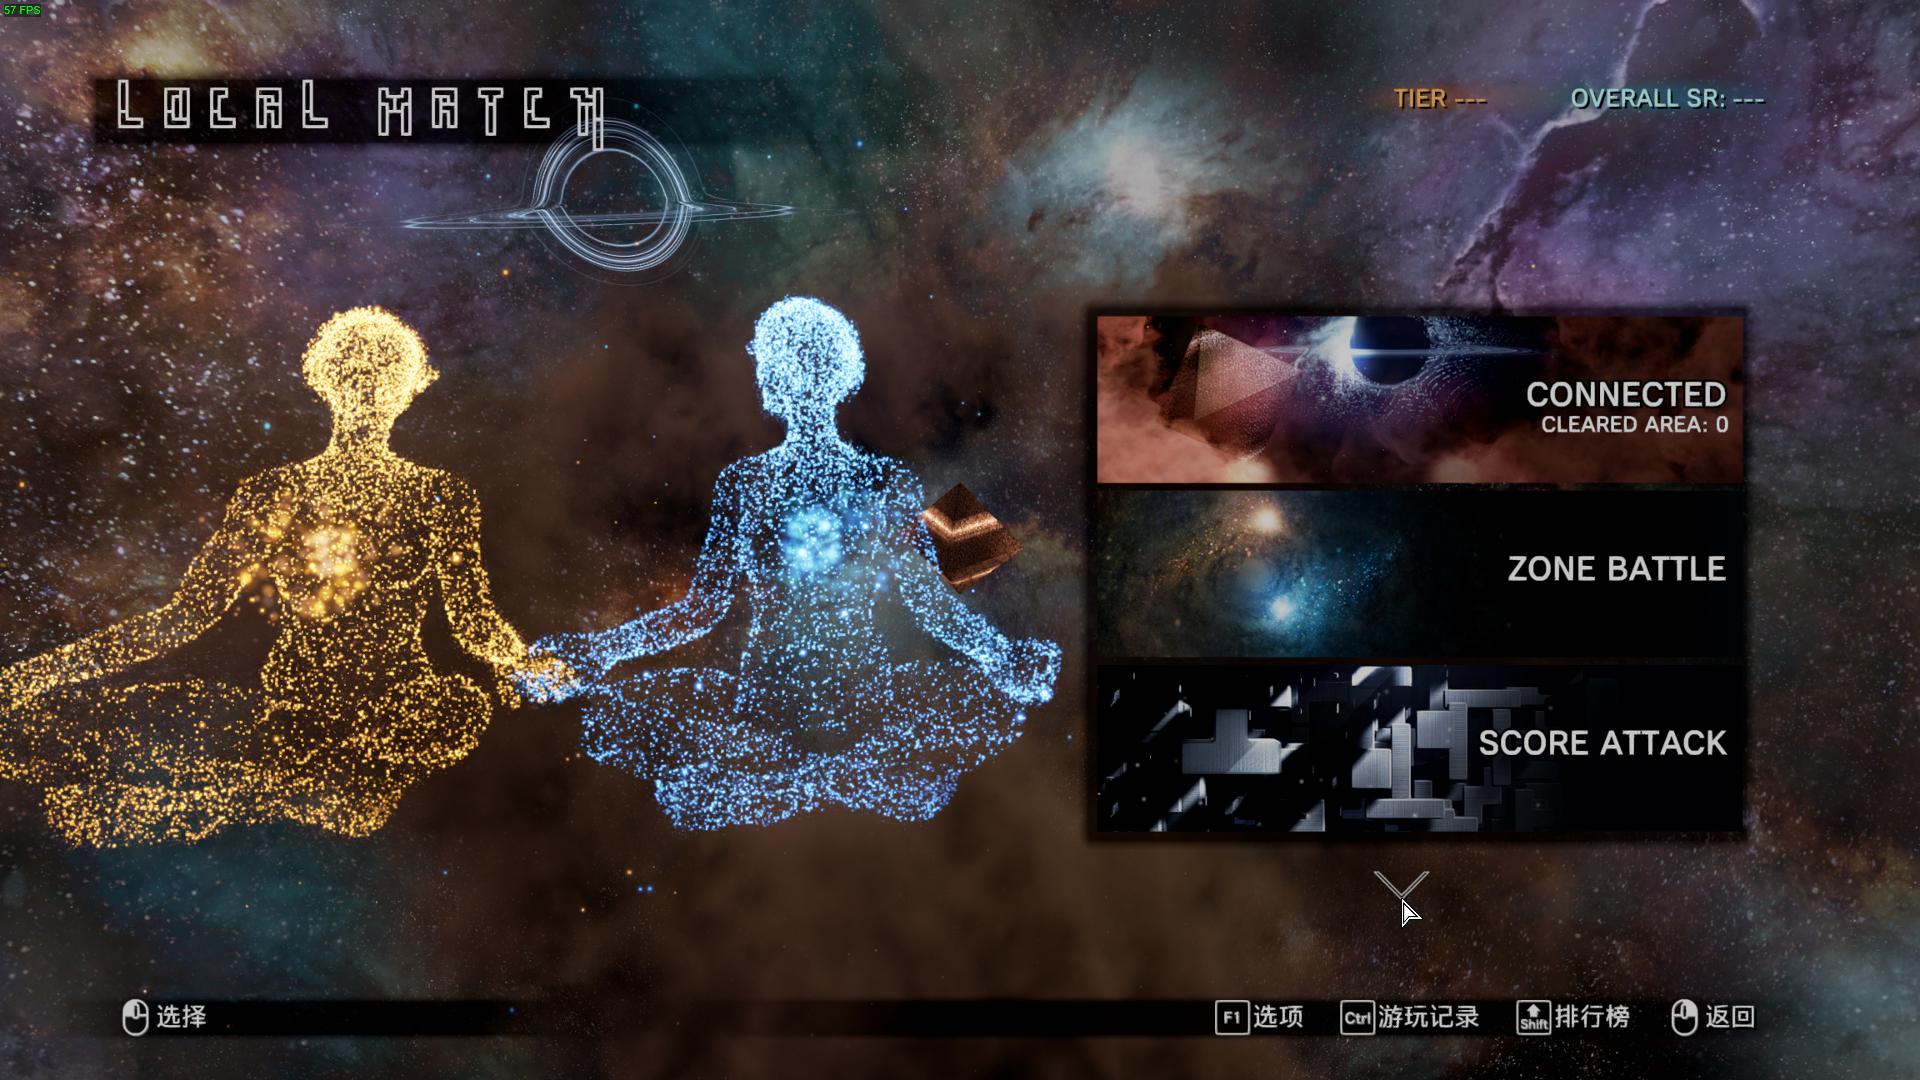 57 FPS
LOCAL MATCH
TIER ---
OVERALL SR: ---
CONNECTED
CLEARED AREA: 0
ZONE BATTLE
SCORE ATTACK
选择
F1 选项
Ctrl 游玩记录
Shift 排行榜
返回